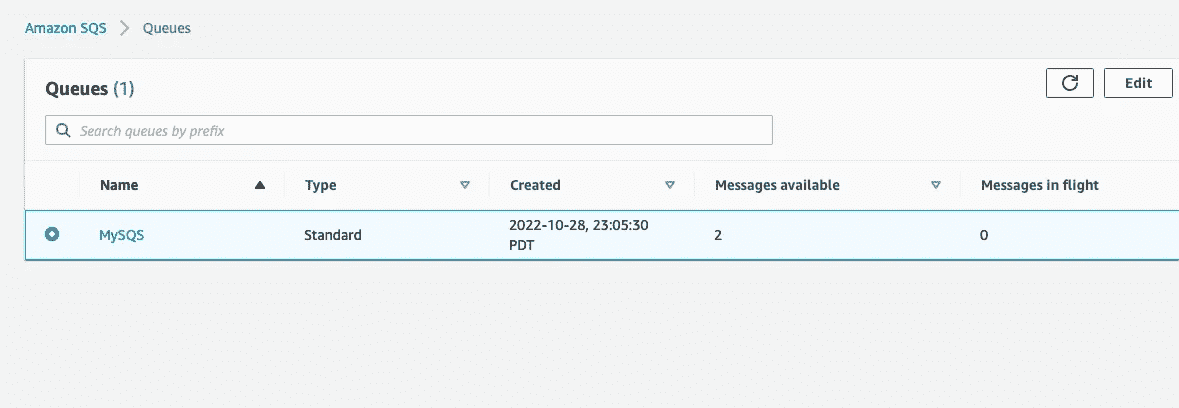 Amazon SQS > Queues
Queues (1)
Edit
Search queues by prefix
Name Type Created Messages available Messages in flight
MySQS Standard 2022-10-28, 23:05:30 2 0
PDT